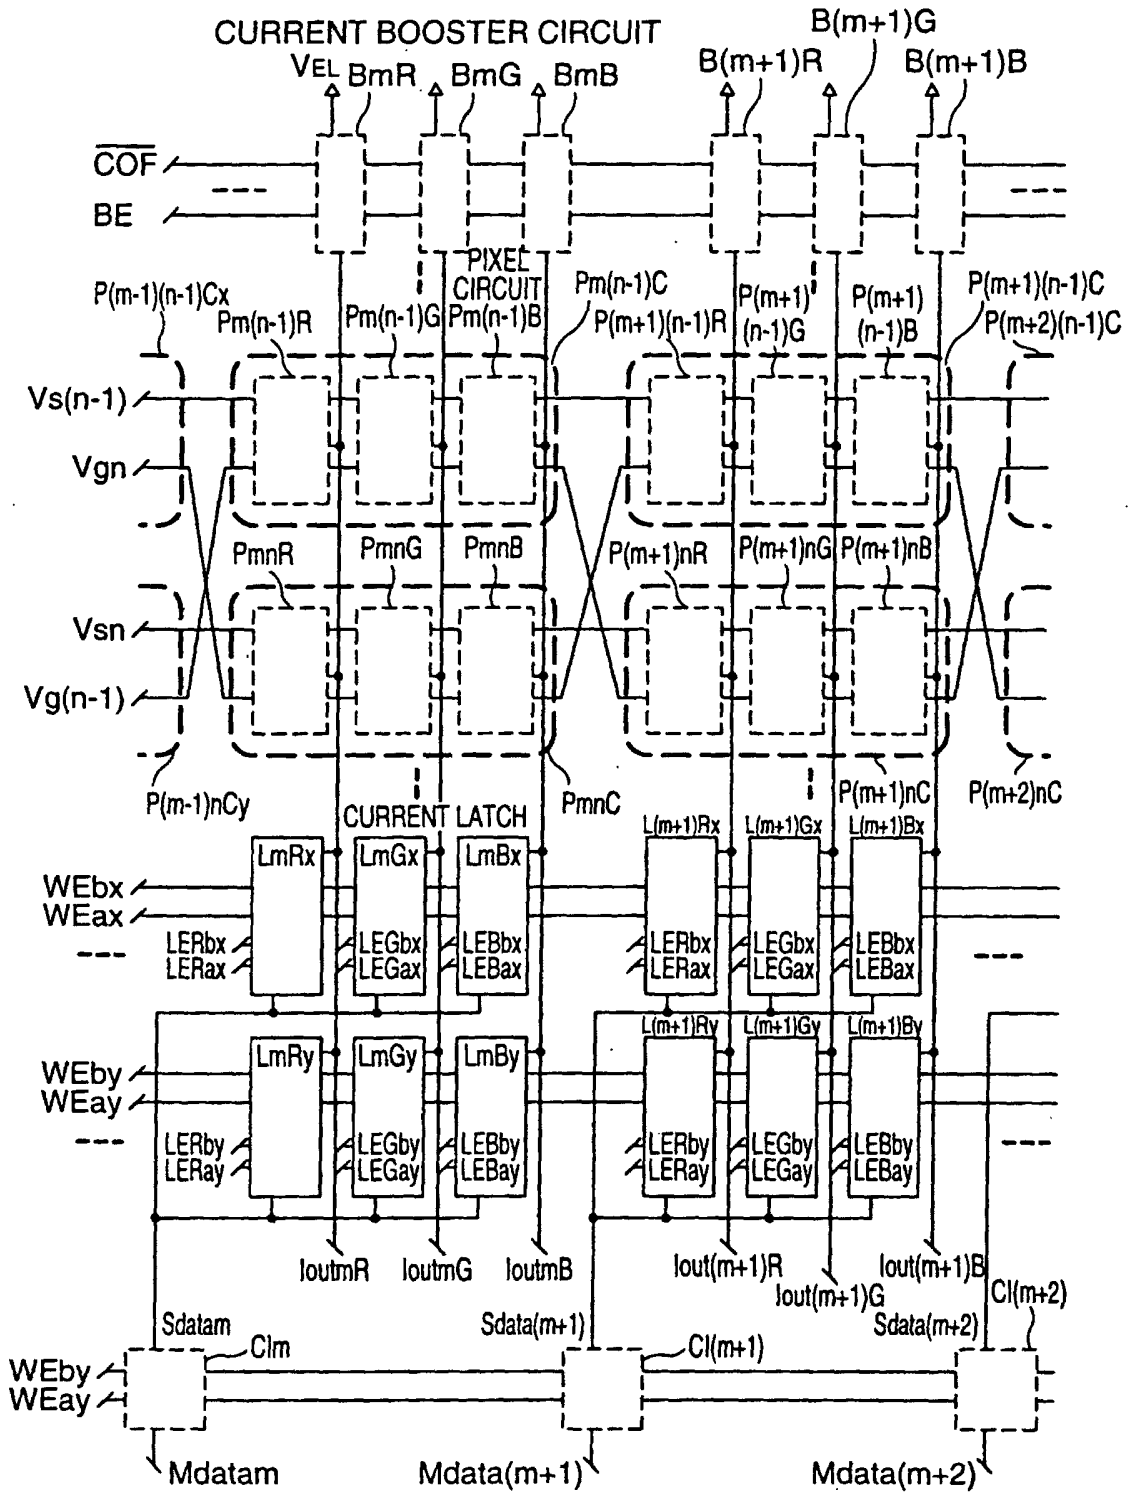 CURRENT BOOSTER CIRCUIT
B(m+1)G
VEL BmR BmG BmB B(m+1)R B(m+1)B
COF
BE
PIXEL
CIRCUIT
P(m-1)(n-1)Cx Pm(n-1)R Pm(n-1)G Pm(n-1)B Pm(n-1)C P(m+1)(n-1)R P(m+1)
(n-1)G P(m+1)
(n-1)B P(m+1)(n-1)C
P(m+2)(n-1)C
Vs(n-1)
Vgn
PmnR PmnG PmnB P(m+1)nR P(m+1)nG P(m+1)nB
Vsn
Vg(n-1)
P(m-1)nCy PmnC P(m+1)nC P(m+2)nC
CURRENT LATCH
L(m+1)Rx L(m+1)Gx L(m+1)Bx
LmRx LmGx LmBx
WEbx
WEax
LERbx LEGbx LEBbx LERbx LEGbx LEBbx
LERax LEGax LEBax LERax LEGax LEBax
L(m+1)Ry L(m+1)Gy L(m+1)By
LmRy LmGy LmBy
WEby
WEay
LERby LEGby LEBby LERby LEGby LEBby
LERay LEGay LEBay LERay LEGay LEBay
IoutmR IoutmG IoutmB Iout(m+1)R Iout(m+1)B
Iout(m+1)G
Sdatam Sdata(m+1) Sdata(m+2) CI(m+2)
CIm CI(m+1)
WEby
WEay
Mdatam Mdata(m+1) Mdata(m+2)